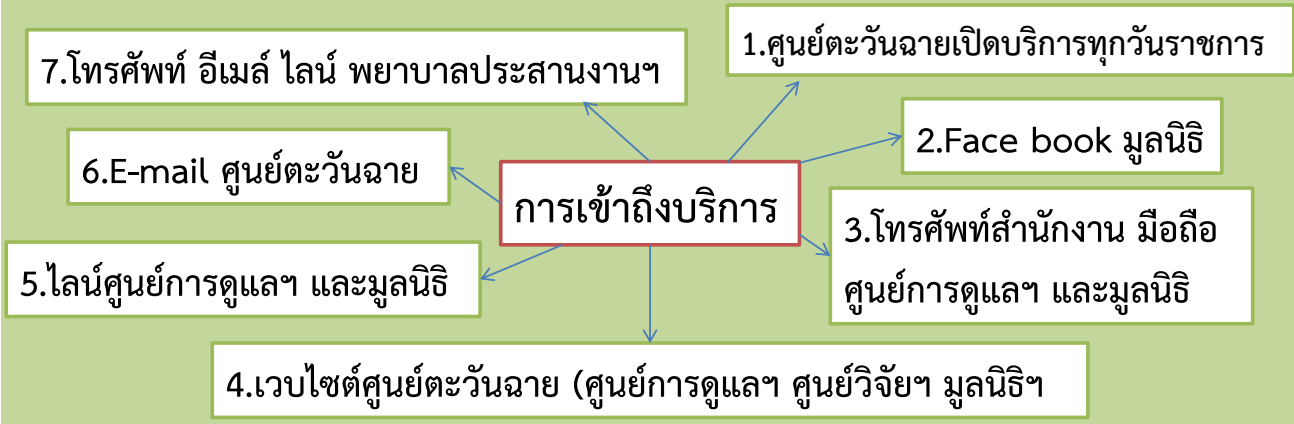 การเข้าถึงบริการ
1.ศูนย์ตะวันฉายเปิดบริการทุกวันราชการ
2.Face book มูลนิธิ
3.โทรศัพท์สำนักงาน มือถือ
ศูนย์การดูแลฯ และมูลนิธิ
4.เวบไซต์ศูนย์ตะวันฉาย (ศูนย์การดูแลฯ ศูนย์วิจัยฯ มูลนิธิฯ
5.ไลน์ศูนย์การดูแลฯ และมูลนิธิ
6.E-mail ศูนย์ตะวันฉาย
7.โทรศัพท์ อีเมล์ ไลน์ พยาบาลประสานงานฯ